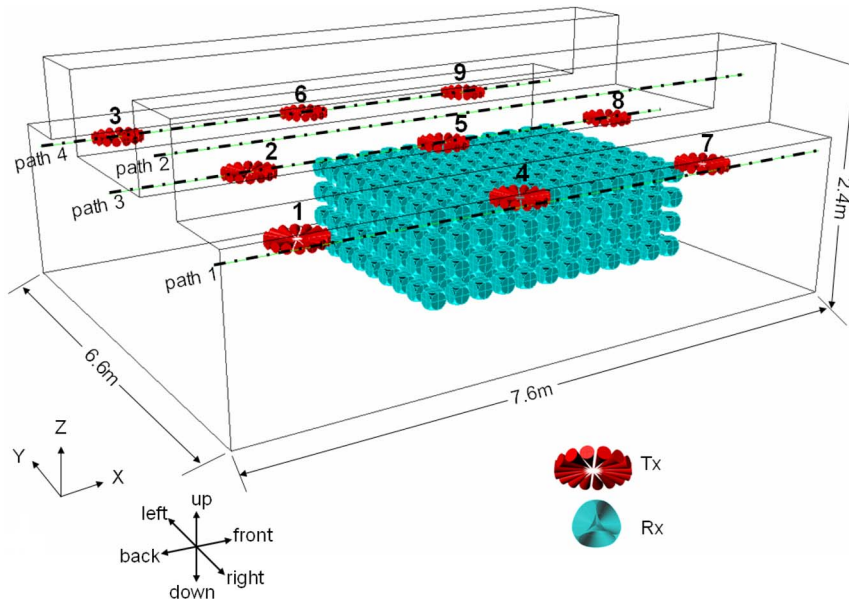 9
6
3
8
5
path 4
path 2
2
7
path 3
4
2.4m
1
path 1
6.6m
7.6m
Z
Y
X
Tx
up
left
front
Rx
back
right
down